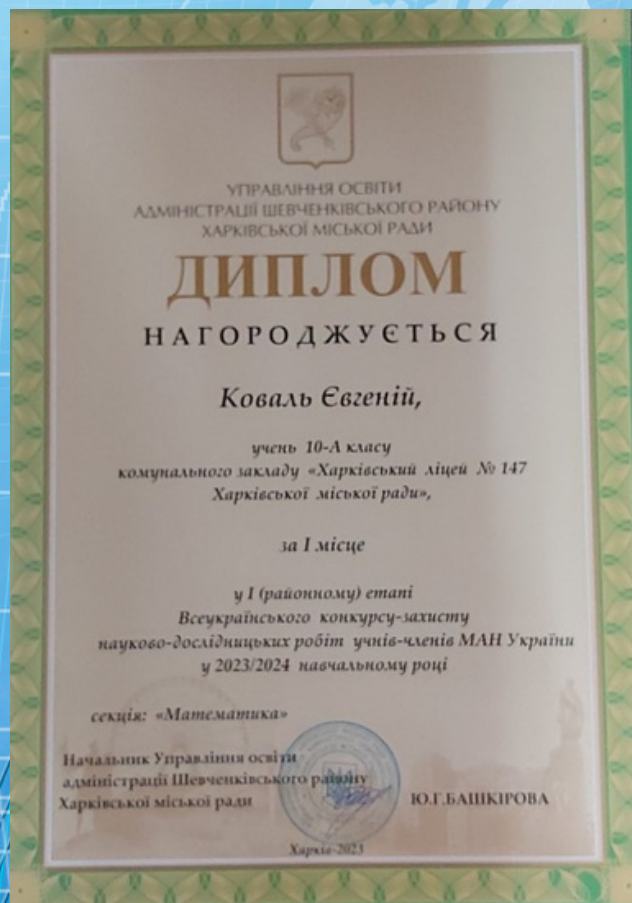 УПРАВЛІННЯ ОСВІТИ
АДМІНІСТРАЦІЇ ШЕВЧЕНКІВСЬКОГО РАЙОНУ
ХАРКІВСЬКОЇ МІСЬКОЇ РАДИ
ДИПЛОМ
НАГОРОДЖУЄТЬСЯ
Коваль Євгеній,
учень 10-А класу
комунального закладу «Харківський ліцей № 147
Харківської міської ради»,
за І місце
у І (районному) етапі
Всеукраїнського конкурсу-захисту
науково-дослідницьких робіт учнів-членів МАН України
у 2023/2024 навчальному році
секція: «Математика»
Начальник Управління освіти
адміністрації Шевченківського району
Харківської міської ради
Ю.Г.БАШКІРОВА
Харків-2023